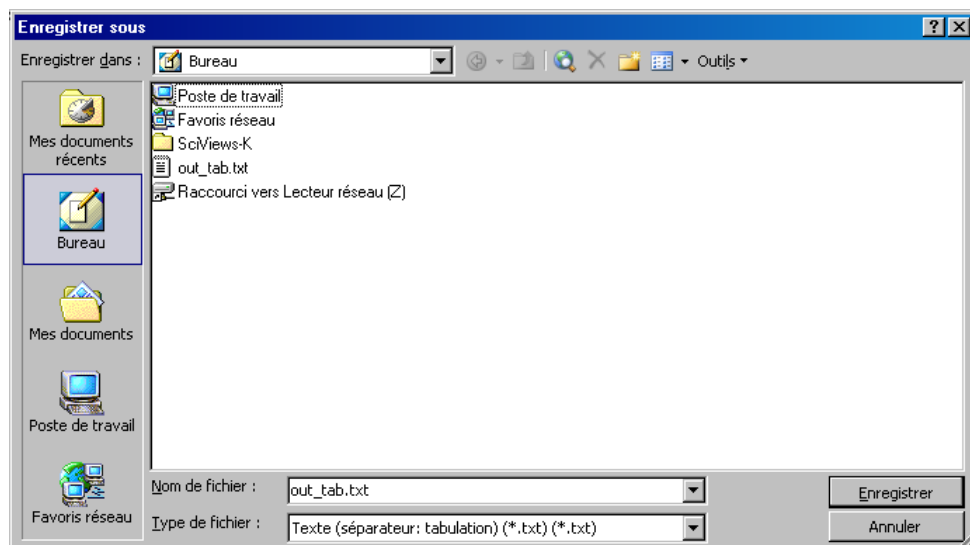 Enregistrer sous
Enregistrer dans :
Bureau
Outils
Mes documents
récents
Bureau
Mes documents
Poste de travail
Favoris réseau
Poste de travail
Favoris réseau
SciViews-K
out_tab.txt
Raccourci vers Lecteur réseau (Z)
Nom de fichier :
out_tab.txt
Enregistrer
Type de fichier :
Texte (séparateur: tabulation) (*.txt) (*.txt)
Annuler